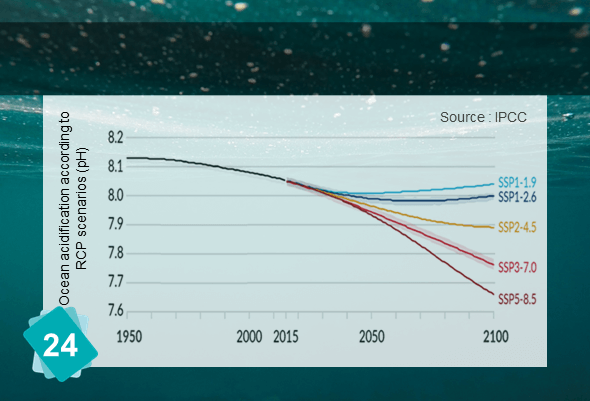 Source : IPCC
Ocean acidification according to
RCP scenarios (pH)
8.2
8.1
8.0
7.9
7.8
7.7
7.6
SSP1-1.9
SSP1-2.6
SSP2-4.5
SSP3-7.0
SSP5-8.5
1950 2000 2015 2050 2100
24